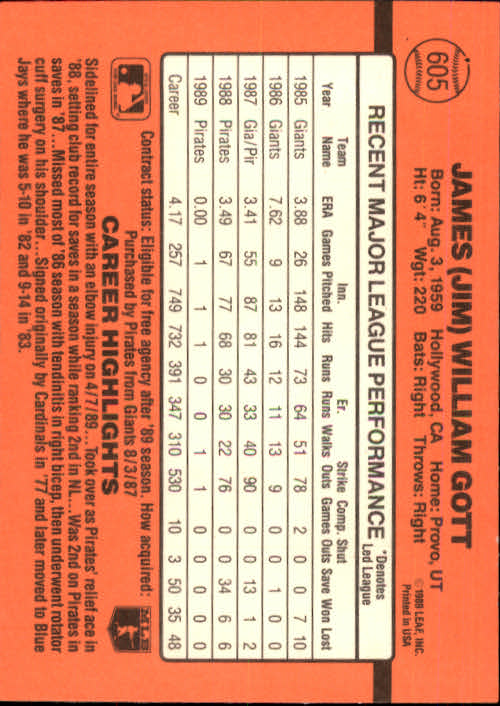 605
JAMES (JIM) WILLIAM GOTT
Born: Aug. 3, 1959 Hollywood, CA Home: Provo, UT
Ht: 6' 4" Wgt: 220 Bats: Right Throws: Right
©1989 LEAF, INC.
Printed in USA
RECENT MAJOR LEAGUE PERFORMANCE
*Denotes
Led League
Team Inn. Er. Strike Comp. Shut
Year Name ERA Games Pitched Hits Runs Runs Walks Outs Games Outs Save Won Lost
1985 Giants 3.88 26 148 144 73 64 51 78 2 0 0 7 10
1986 Giants 7.62 9 13 16 12 11 13 9 0 0 1 0 0
1987 Gia/Pir 3.41 55 87 81 43 33 40 90 0 0 13 1 2
1988 Pirates 3.49 67 77 68 30 30 22 76 0 0 34 6 6
1989 Pirates 0.00 1 1 1 0 0 1 1 0 0 0 0 0
Career 4.17 257 749 732 391 347 310 530 10 3 50 35 48
Contract status: Eligible for free agency after '89 season. How acquired:
Purchased by Pirates from Giants 8/3/87
CAREER HIGHLIGHTS
MLB
Sidelined for entire season with an elbow injury on 4/7/89...Took over as Pirates' relief ace in
'88, setting club record for saves in a season while ranking 2nd in NL...Was 2nd on Pirates in
saves in '87...Missed most of '86 season with tendinitis in right bicep, then underwent rotator
cuff surgery on his shoulder...Signed originally by Cardinals in '77 and later moved to Blue
Jays where he was 5-10 in '82 and 9-14 in '83.